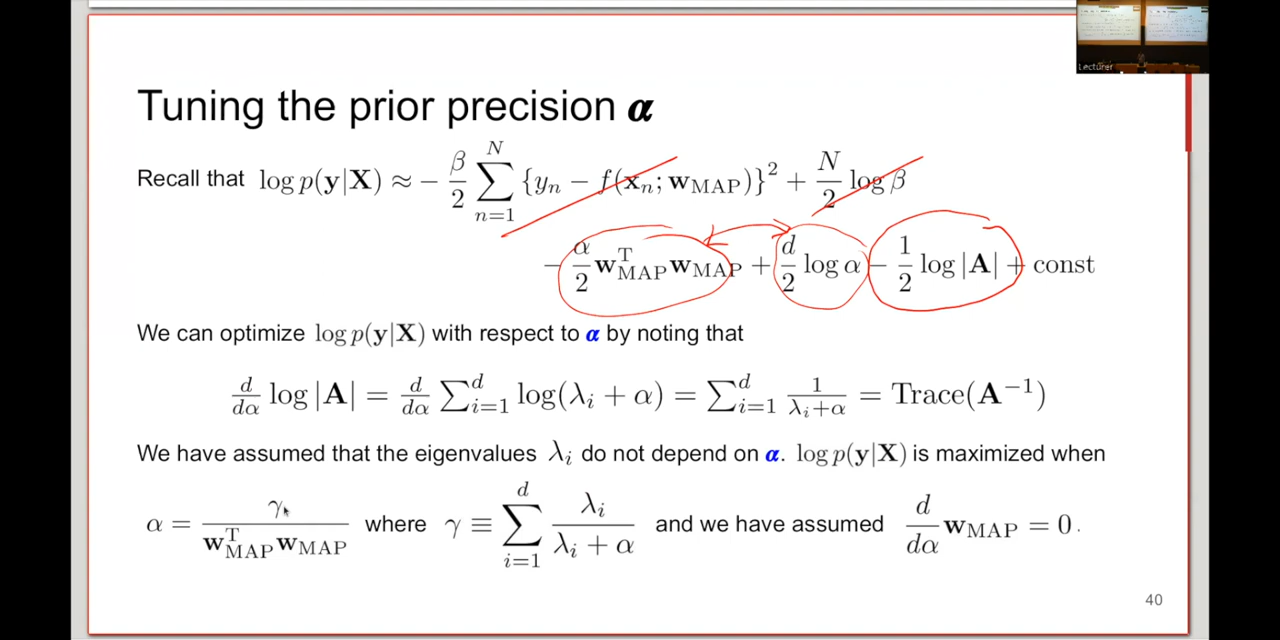 Lecturer
Tuning the prior precision α
Recall that log p(y|X) ≈ − β/2 ∑_{n=1}^{N} {y_n − f(x_n; w_MAP)}² + N/2 log β
− α/2 w_MAP^T w_MAP + d/2 log α − 1/2 log |A| + const
We can optimize log p(y|X) with respect to α by noting that
d/dα log |A| = d/dα ∑_{i=1}^{d} log(λ_i + α) = ∑_{i=1}^{d} 1/(λ_i+α) = Trace(A^{−1})
We have assumed that the eigenvalues λ_i do not depend on α. log p(y|X) is maximized when
α = γ/(w_MAP^T w_MAP) where γ ≡ ∑_{i=1}^{d} λ_i/(λ_i + α) and we have assumed d/dα w_MAP = 0.
40